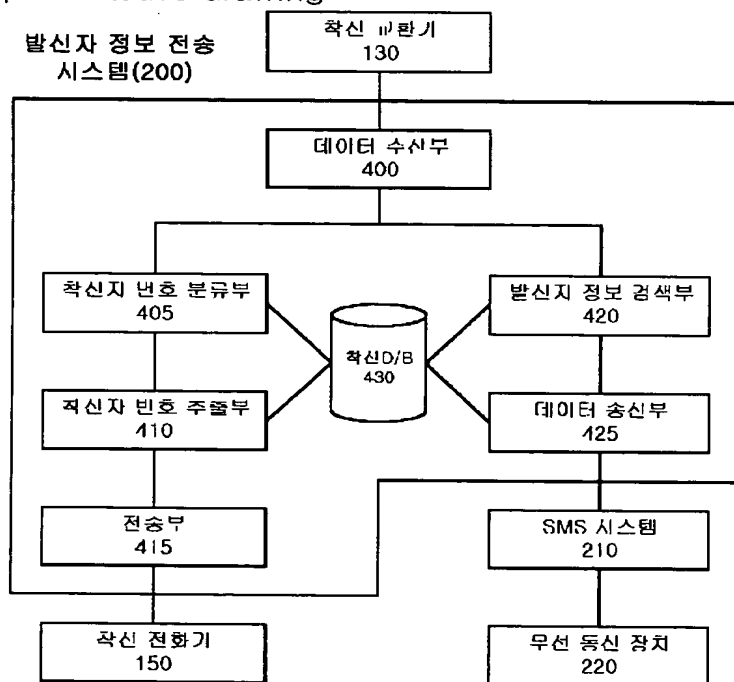 발신자 정보 전송
시스템(200)
착신 교환기
130
데이터 수신부
400
착신지 번호 분류부
405
발신지 정보 검색부
420
착신D/B
430
착신자 번호 추출부
410
데이터 송신부
425
전송부
415
SMS 시스템
210
착신 전화기
150
무선 통신 장치
220